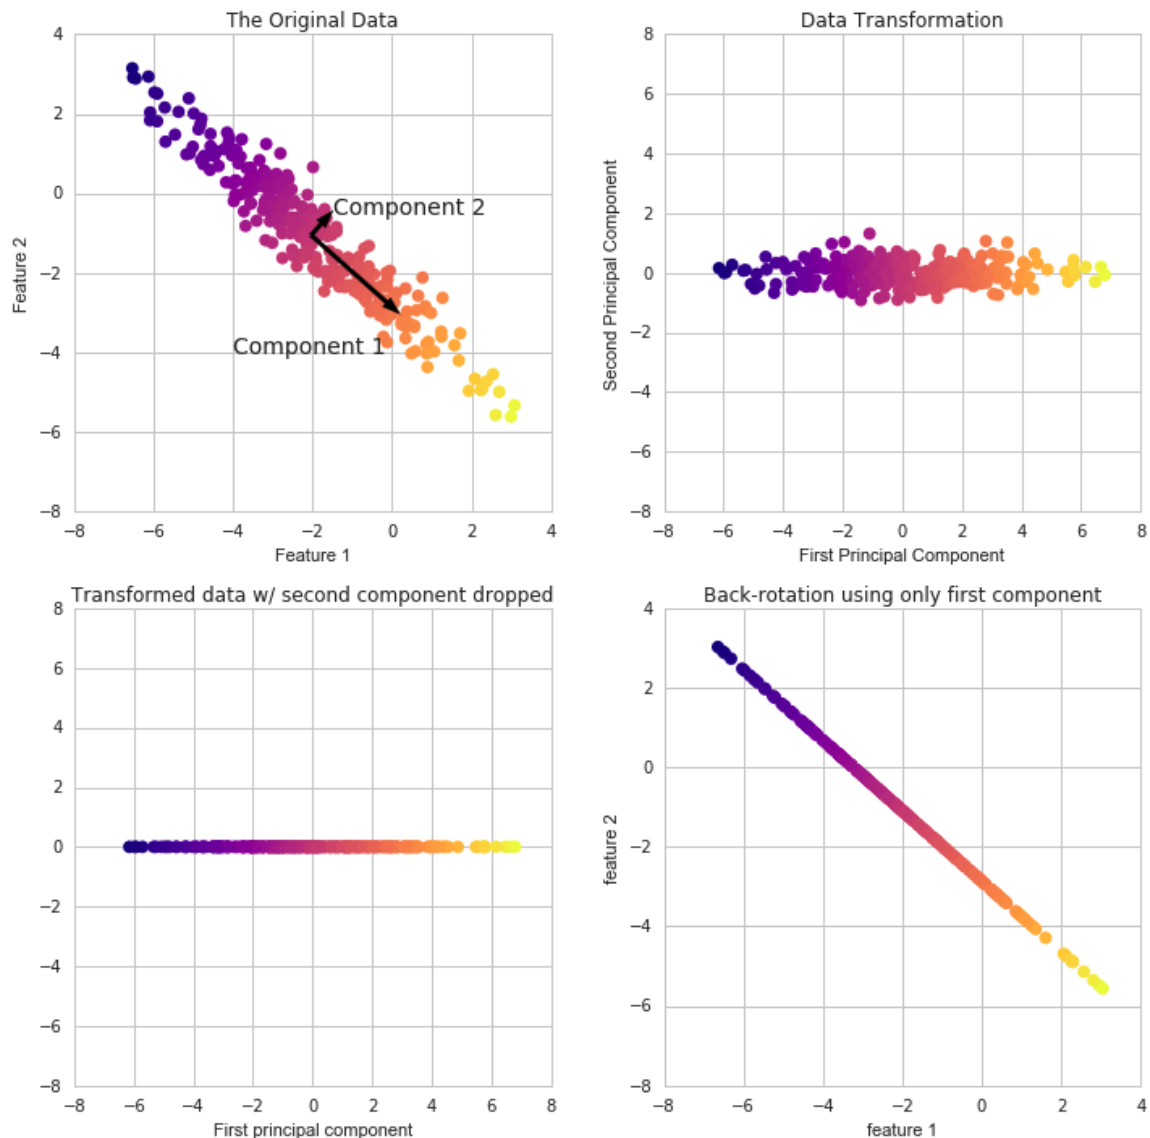 The Original Data
4
2
0
−2
−4
−6
−8
Feature 2
Component 2
Component 1
−8 −6 −4 −2 0 2 4
Feature 1
Data Transformation
8
6
4
2
0
−2
−4
−6
−8
Second Principal Component
−8 −6 −4 −2 0 2 4 6 8
First Principal Component
Transformed data w/ second component dropped
8
6
4
2
0
−2
−4
−6
−8
−8 −6 −4 −2 0 2 4 6 8
First principal component
Back-rotation using only first component
4
2
0
−2
−4
−6
−8
feature 2
−8 −6 −4 −2 0 2 4
feature 1